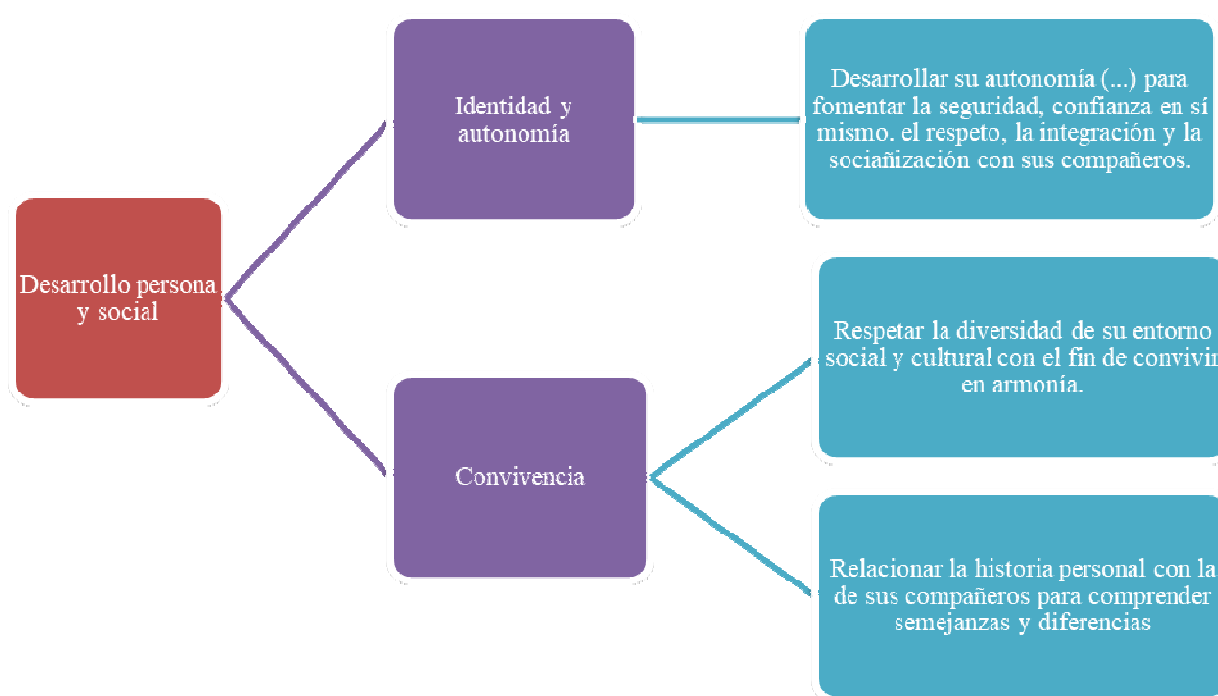 Desarrollo persona
y social
Identidad y
autonomía
Desarrollar su autonomía (...) para
fomentar la seguridad, confianza en sí
mismo. el respeto, la integración y la
sociañización con sus compañeros.
Convivencia
Respetar la diversidad de su entorno
social y cultural con el fin de convivir
en armonía.
Relacionar la historia personal con la
de sus compañeros para comprender
semejanzas y diferencias